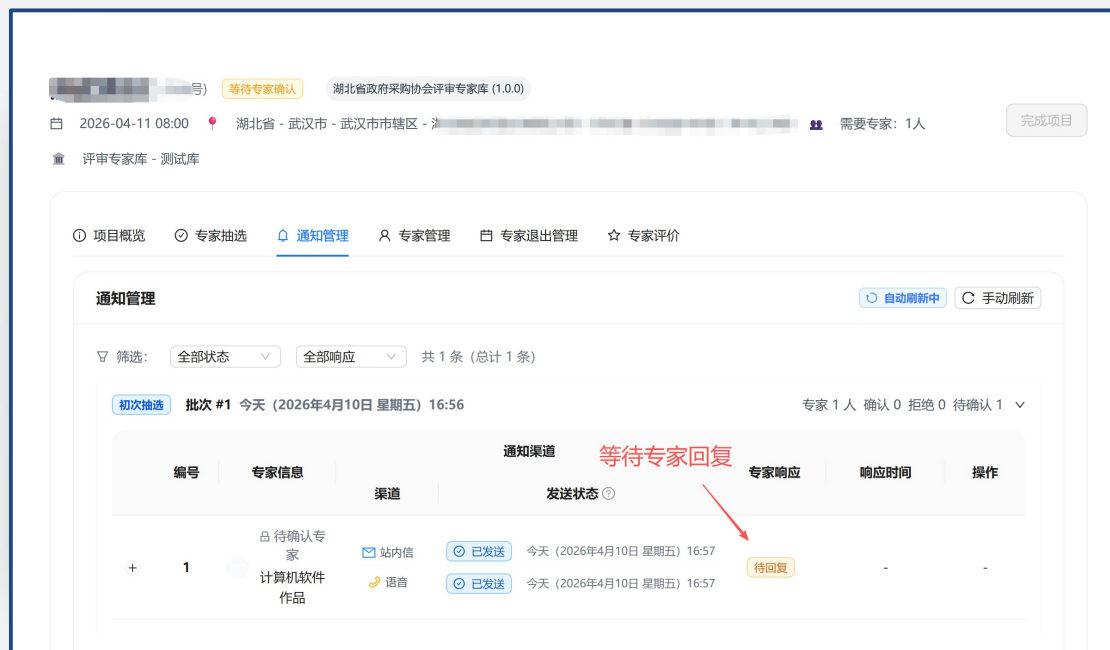 号) 等待专家确认 湖北省政府采购协会评审专家库 (1.0.0)
2026-04-11 08:00 湖北省 - 武汉市 - 武汉市市辖区 - 需要专家：1人
完成项目
评审专家库 - 测试库
项目概览 专家抽选 通知管理 专家管理 专家退出管理 专家评价
通知管理 自动刷新中 手动刷新
筛选： 全部状态 全部响应 共 1 条（总计 1 条）
初次抽选 批次 #1 今天（2026年4月10日 星期五）16:56 专家 1 人 确认 0 拒绝 0 待确认 1
通知渠道
等待专家回复
编号 专家信息 专家响应 响应时间 操作
渠道 发送状态
待确认专
家
计算机软件
作品
站内信 已发送 今天（2026年4月10日 星期五）16:57
+ 1 待回复 - -
语音 已发送 今天（2026年4月10日 星期五）16:57